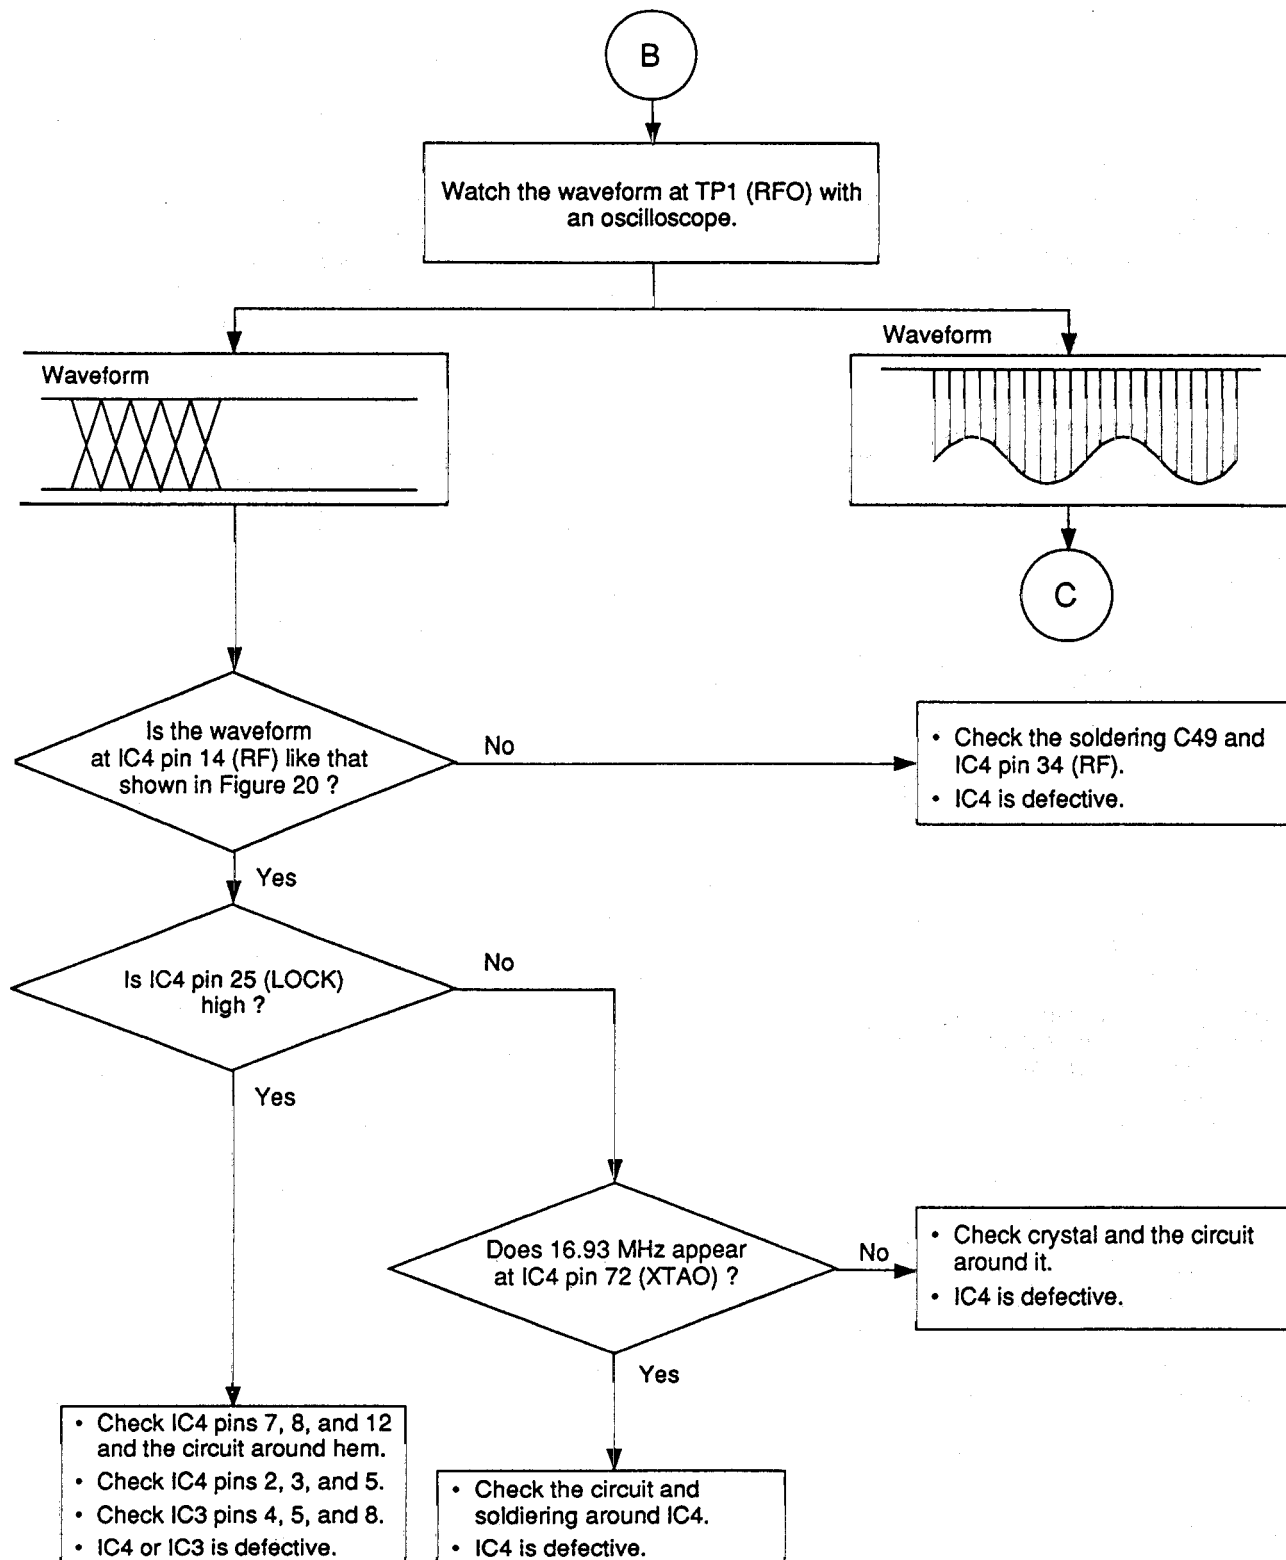 B
Watch the waveform at TP1 (RFO) with
an oscilloscope.
Waveform
Waveform
C
Is the waveform
at IC4 pin 14 (RF) like that
shown in Figure 20 ?
No
• Check the soldering C49 and
IC4 pin 34 (RF).
• IC4 is defective.
Yes
Is IC4 pin 25 (LOCK)
high ?
No
Yes
Does 16.93 MHz appear
at IC4 pin 72 (XTAO) ?
No
• Check crystal and the circuit
around it.
• IC4 is defective.
Yes
• Check IC4 pins 7, 8, and 12
and the circuit around hem.
• Check IC4 pins 2, 3, and 5.
• Check IC3 pins 4, 5, and 8.
• IC4 or IC3 is defective.
• Check the circuit and
soldiering around IC4.
• IC4 is defective.